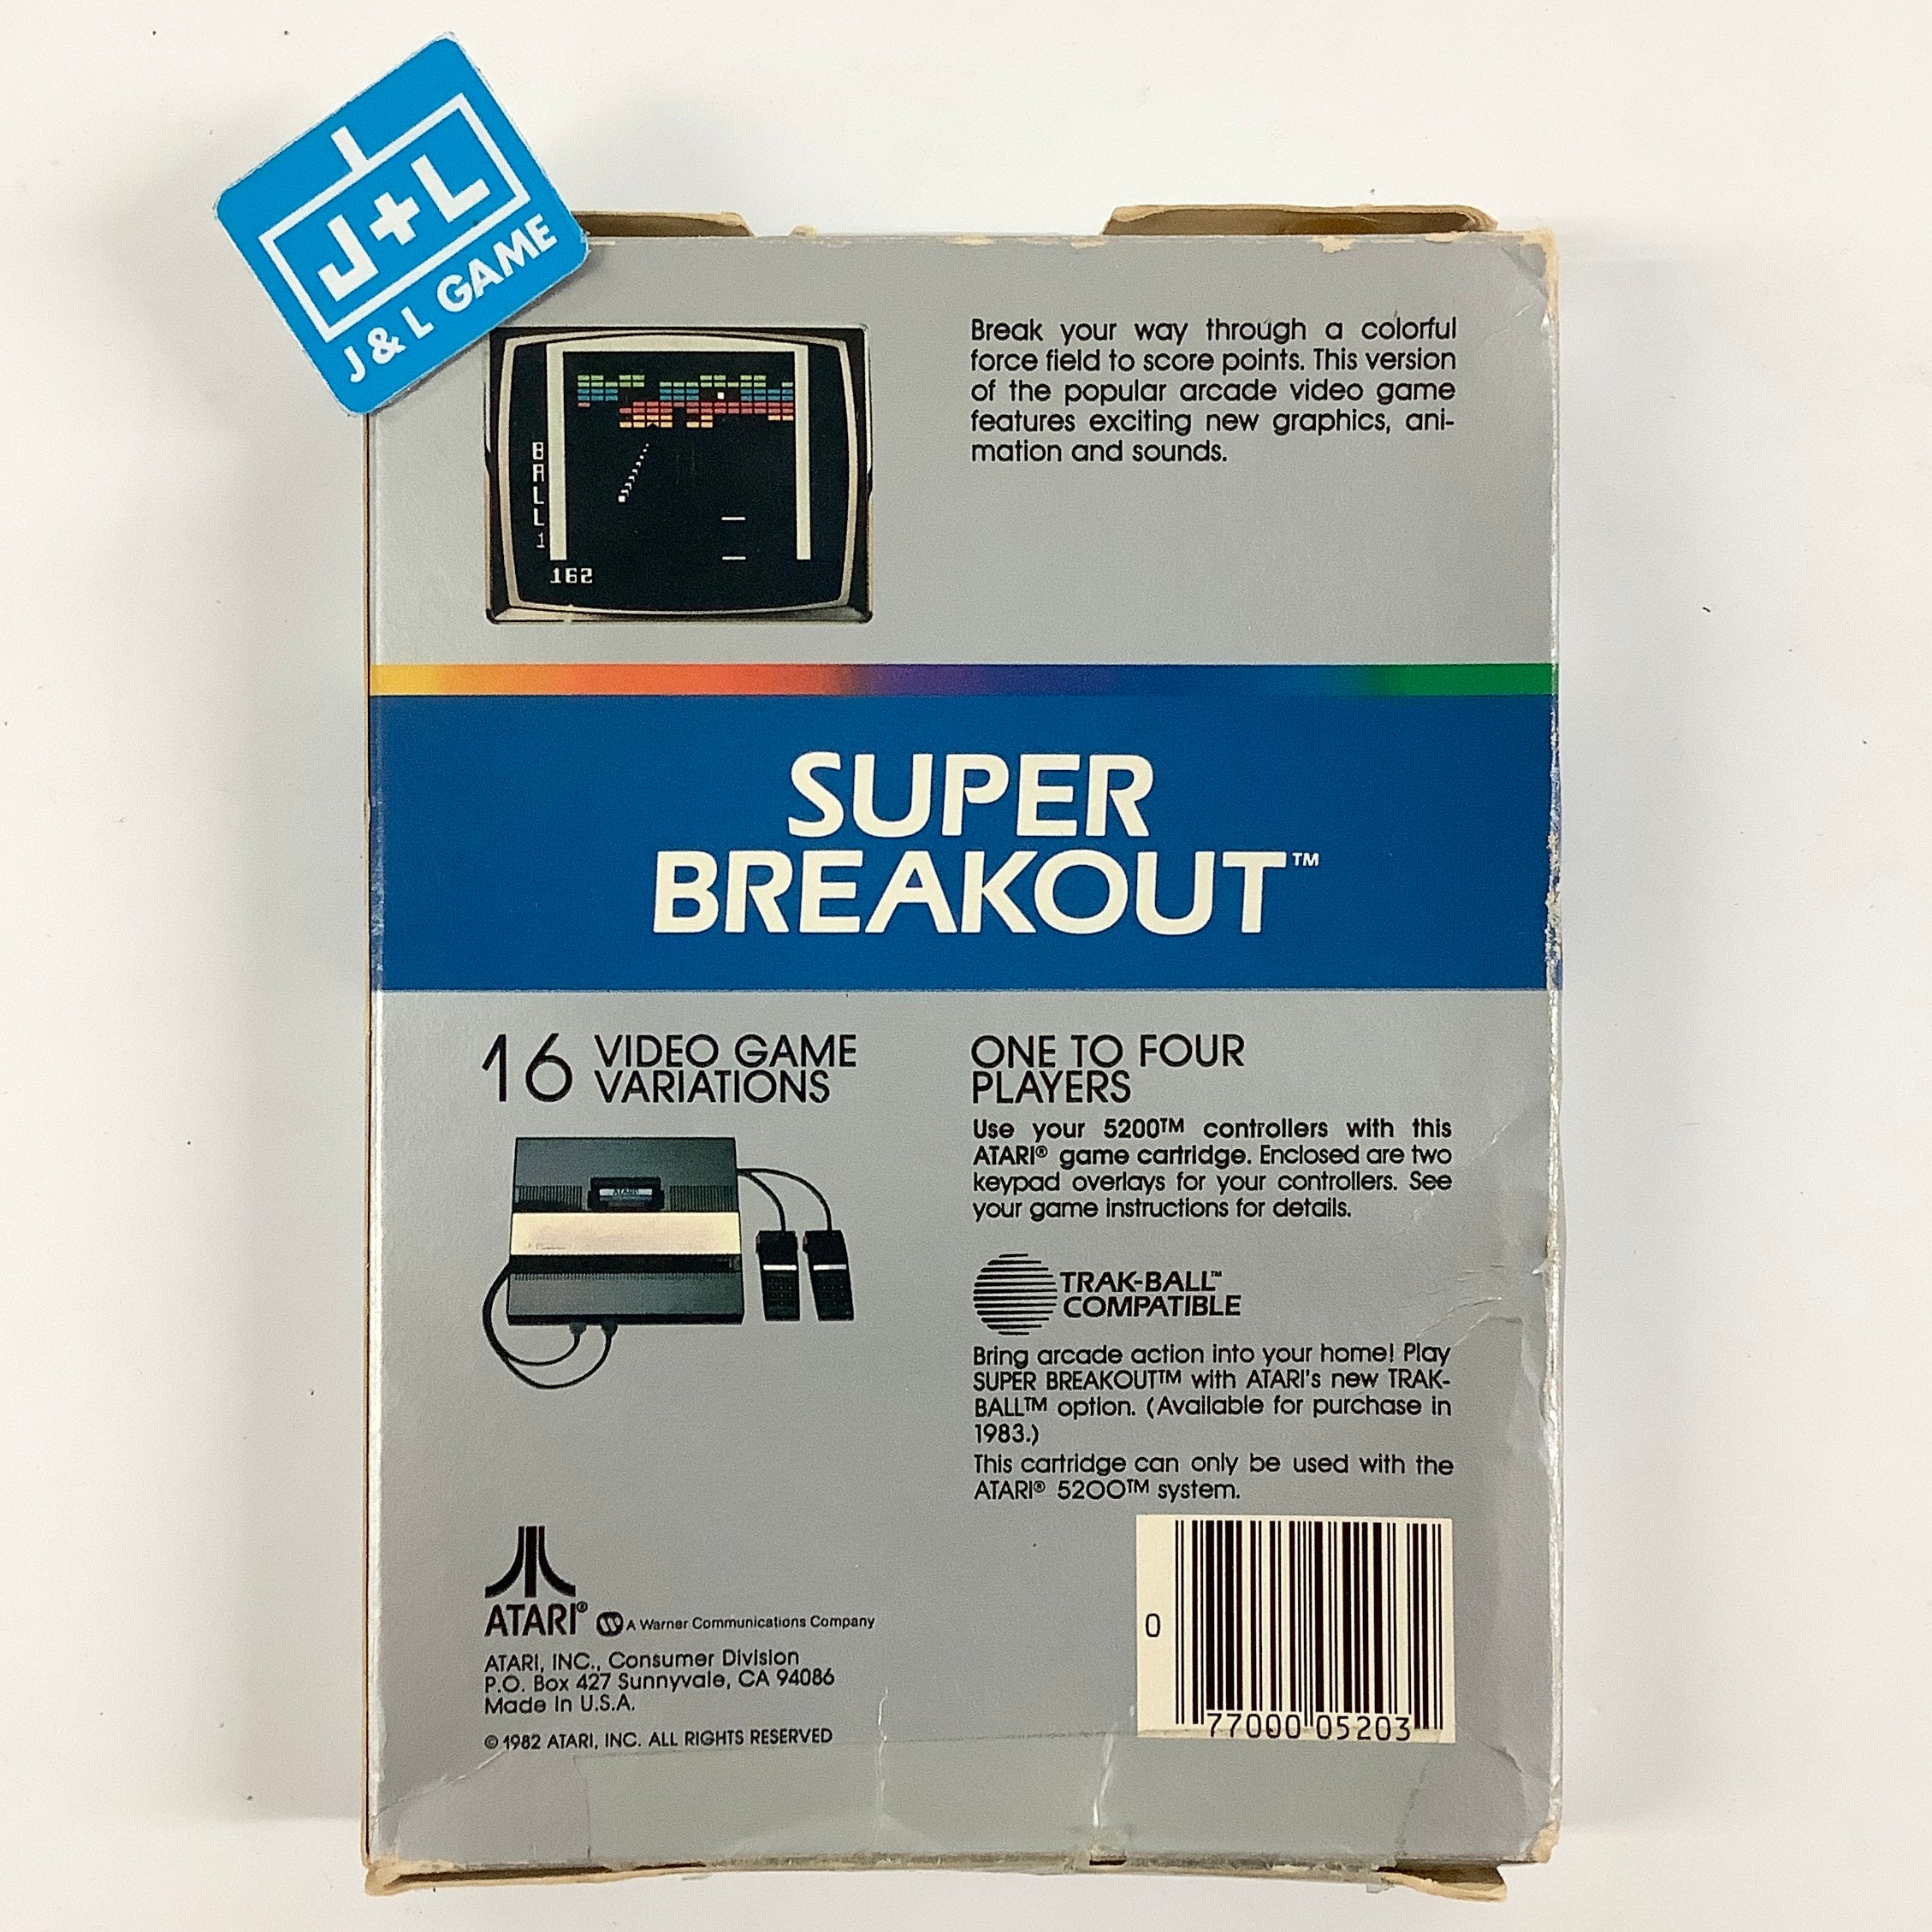 J+L
J & L GAME
BALL 1
162
Break your way through a colorful
force field to score points. This version
of the popular arcade video game
features exciting new graphics, ani-
mation and sounds.
SUPER
BREAKOUT™
16 VIDEO GAME
VARIATIONS
ONE TO FOUR
PLAYERS
Use your 5200™ controllers with this
ATARI® game cartridge. Enclosed are two
keypad overlays for your controllers. See
your game instructions for details.
ATARI
TRAK-BALL™
COMPATIBLE
Bring arcade action into your home! Play
SUPER BREAKOUT™ with ATARI's new TRAK-
BALL™ option. (Available for purchase in
1983.)
This cartridge can only be used with the
ATARI® 5200™ system.
ATARI® A Warner Communications Company
ATARI, INC., Consumer Division
P.O. Box 427 Sunnyvale, CA 94086
Made in U.S.A.
© 1982 ATARI, INC. ALL RIGHTS RESERVED
0 77000 05203